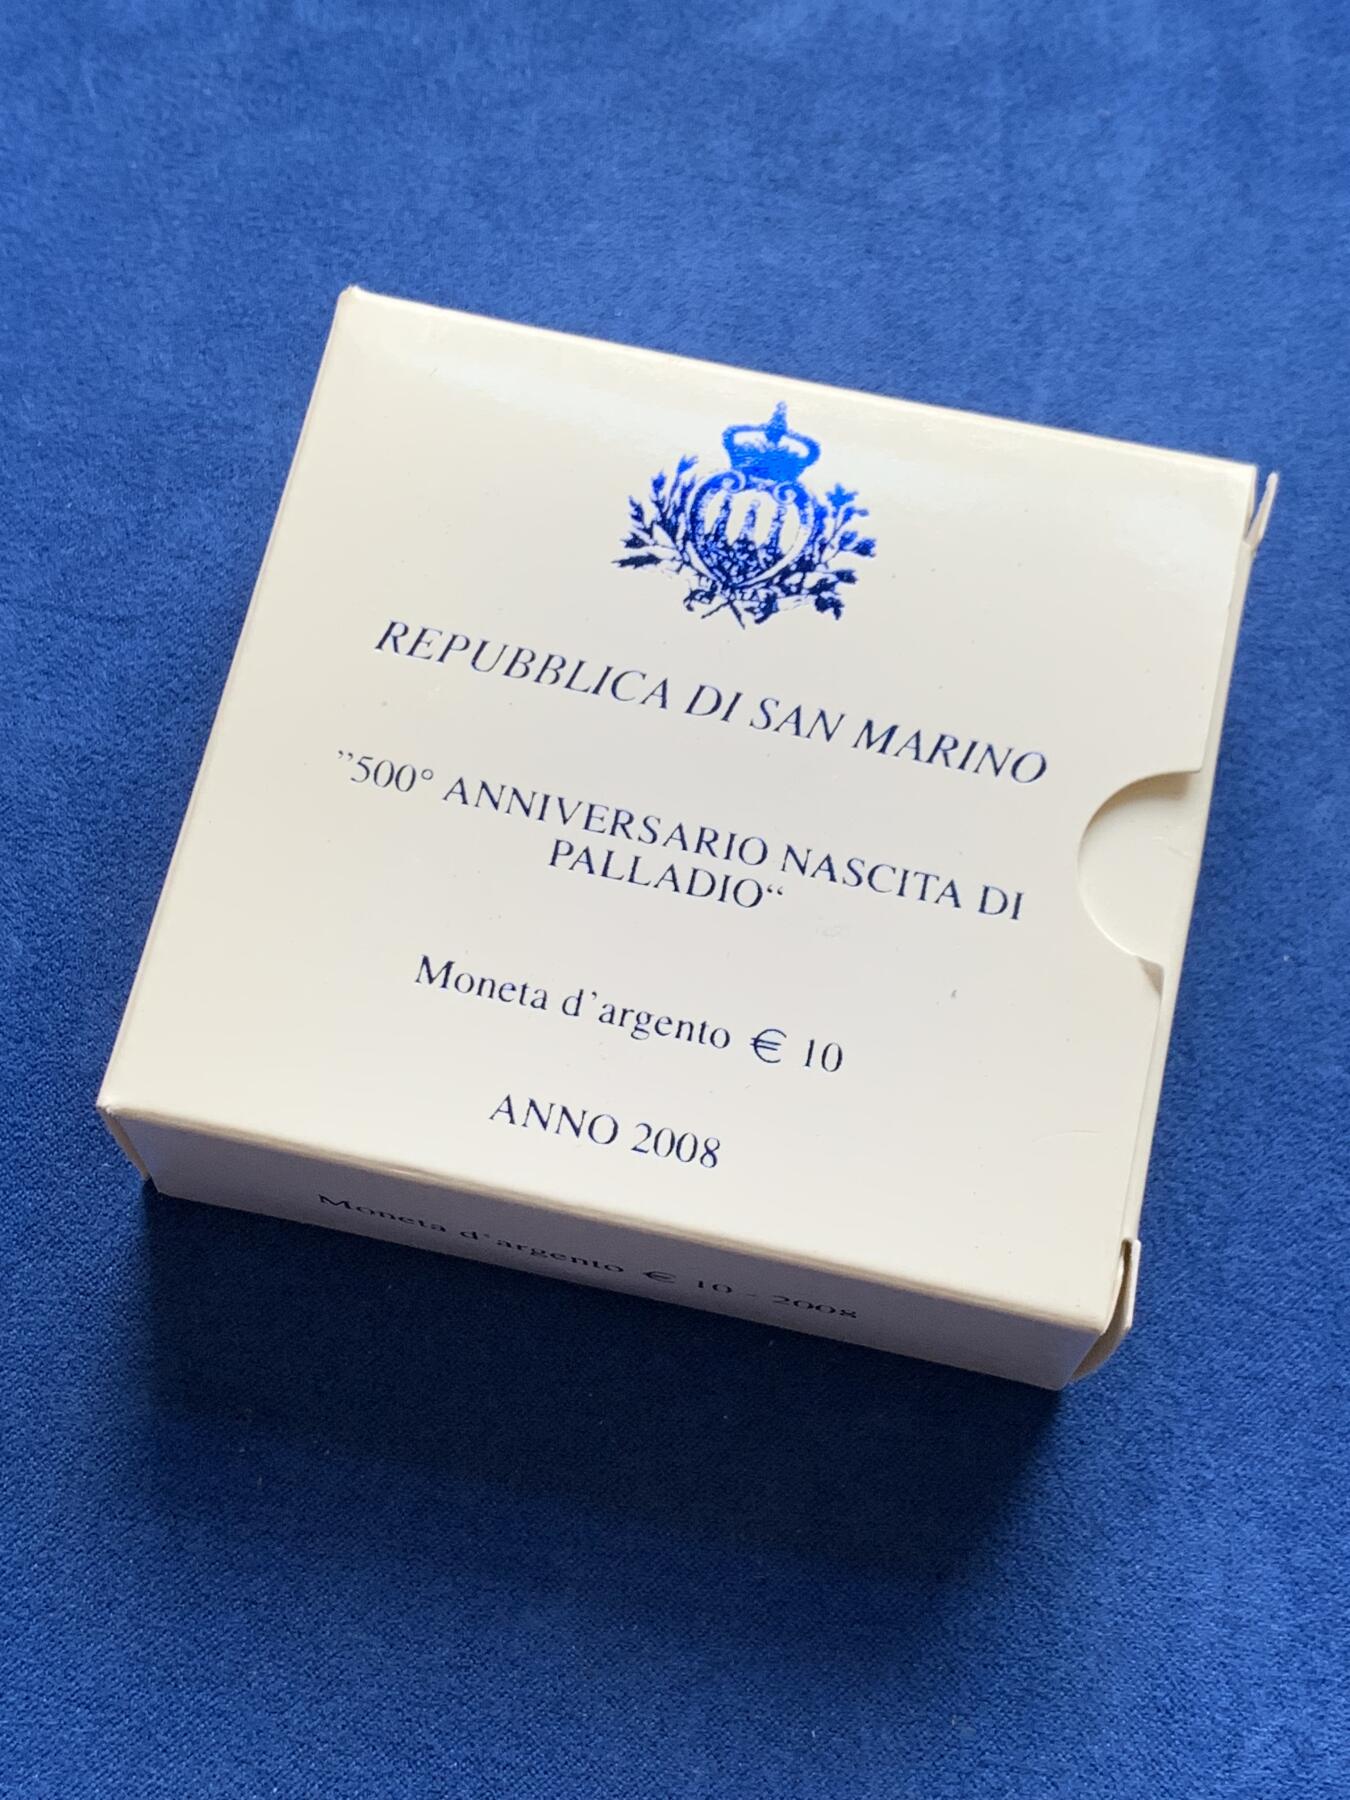 REPUBBLICA DI SAN MARINO
”500° ANNIVERSARIO NASCITA DI
PALLADIO“
Moneta d’argento € 10
ANNO 2008
Moneta d’argento € 10 - 2008